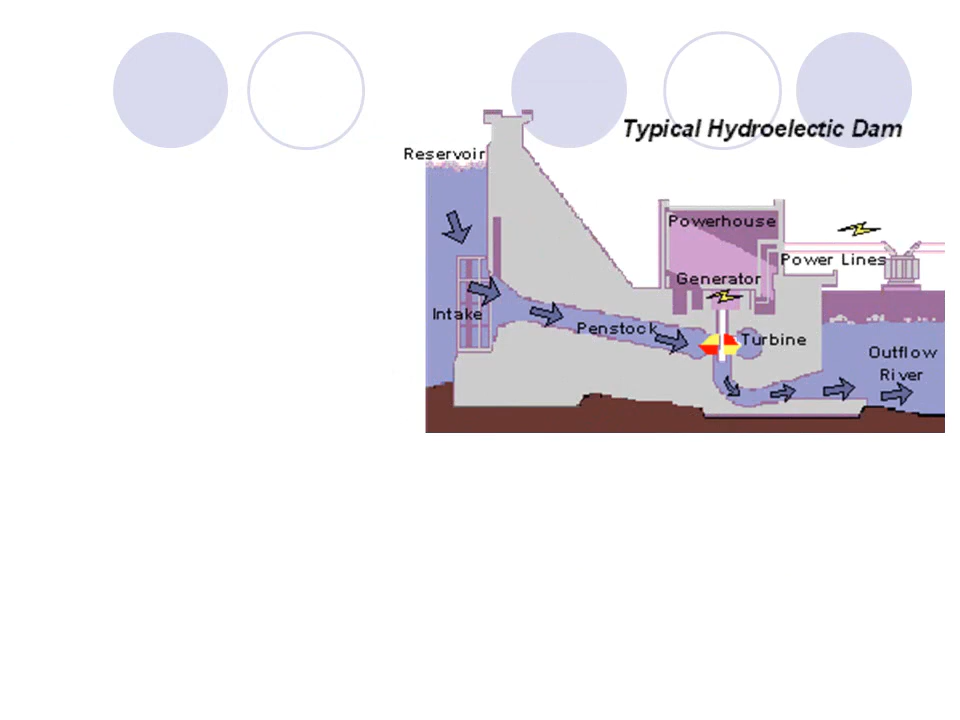 Typical Hydroelectic Dam
Reservoir
Powerhouse
Power Lines
Generator
Intake
Penstock
Turbine
Outflow
River